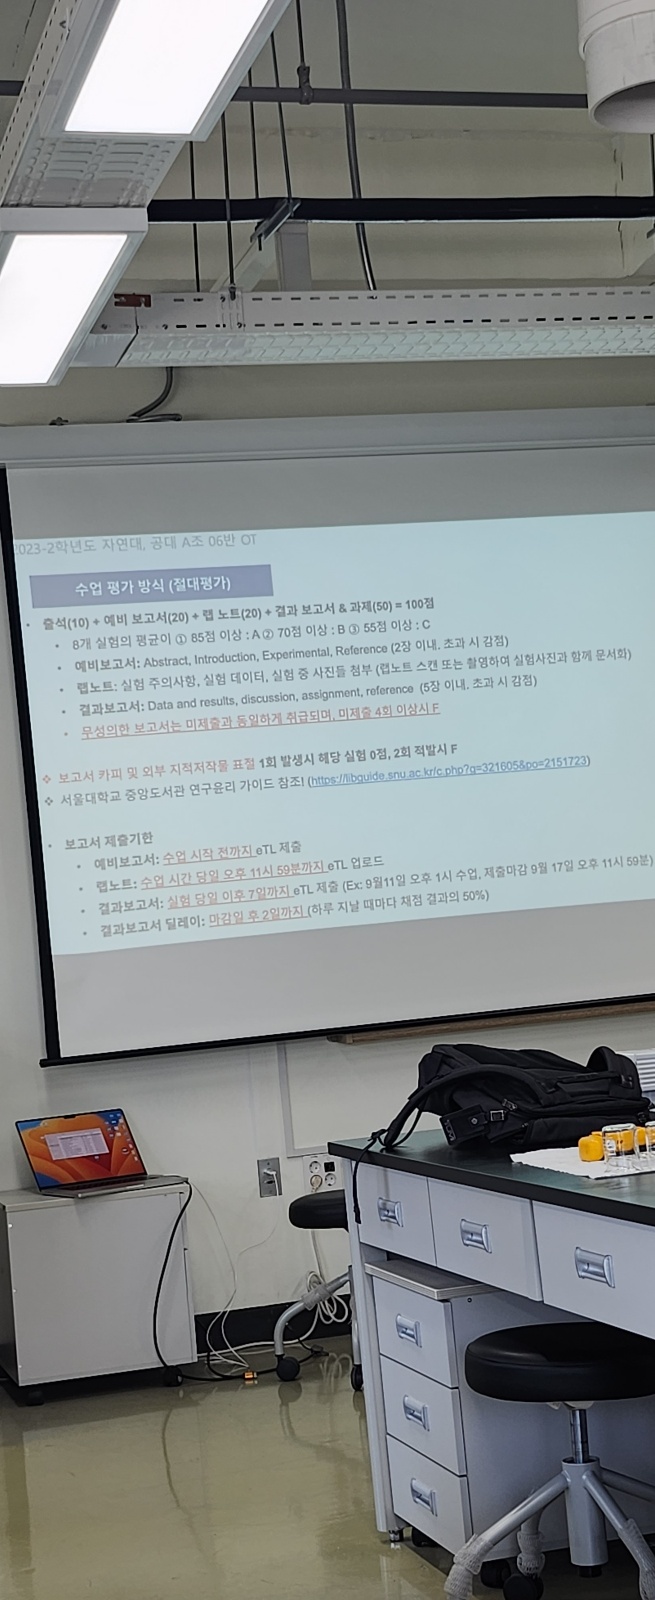 2023-2학년도 자연대, 공대 A조 06반 OT
수업 평가 방식 (절대평가)
• 출석(10) + 예비 보고서(20) + 랩 노트(20) + 결과 보고서 & 과제(50) = 100점
• 8개 실험의 평균이 ① 85점 이상 : A ② 70점 이상 : B ③ 55점 이상 : C
• 예비보고서: Abstract, Introduction, Experimental, Reference (2장 이내, 초과 시 감점)
• 랩노트: 실험 주의사항, 실험 데이터, 실험 중 사진들 첨부 (랩노트 스캔 또는 촬영하여 실험사진과 함께 문서화)
• 결과보고서: Data and results, discussion, assignment, reference (5장 이내, 초과 시 감점)
• 무성의한 보고서는 미제출과 동일하게 취급되며, 미제출 4회 이상시 F
❖ 보고서 카피 및 외부 지적저작물 표절 1회 발생시 해당 실험 0점, 2회 적발시 F
❖ 서울대학교 중앙도서관 연구윤리 가이드 참조! (https://libguide.snu.ac.kr/c.php?g=321605&po=2151723)
• 보고서 제출기한
• 예비보고서: 수업 시작 전까지 eTL 제출
• 랩노트: 수업 시간 당일 오후 11시 59분까지 eTL 업로드
• 결과보고서: 실험 당일 이후 7일까지 eTL 제출 (Ex: 9월11일 오후 1시 수업, 제출마감 9월 17일 오후 11시 59분)
• 결과보고서 딜레이: 마감일 후 2일까지 (하루 지날 때마다 채점 결과의 50%)